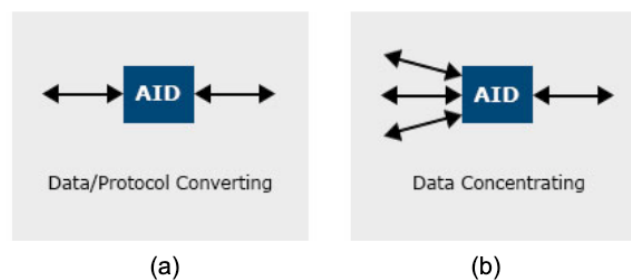 AID
Data/Protocol Converting
(a)
AID
Data Concentrating
(b)